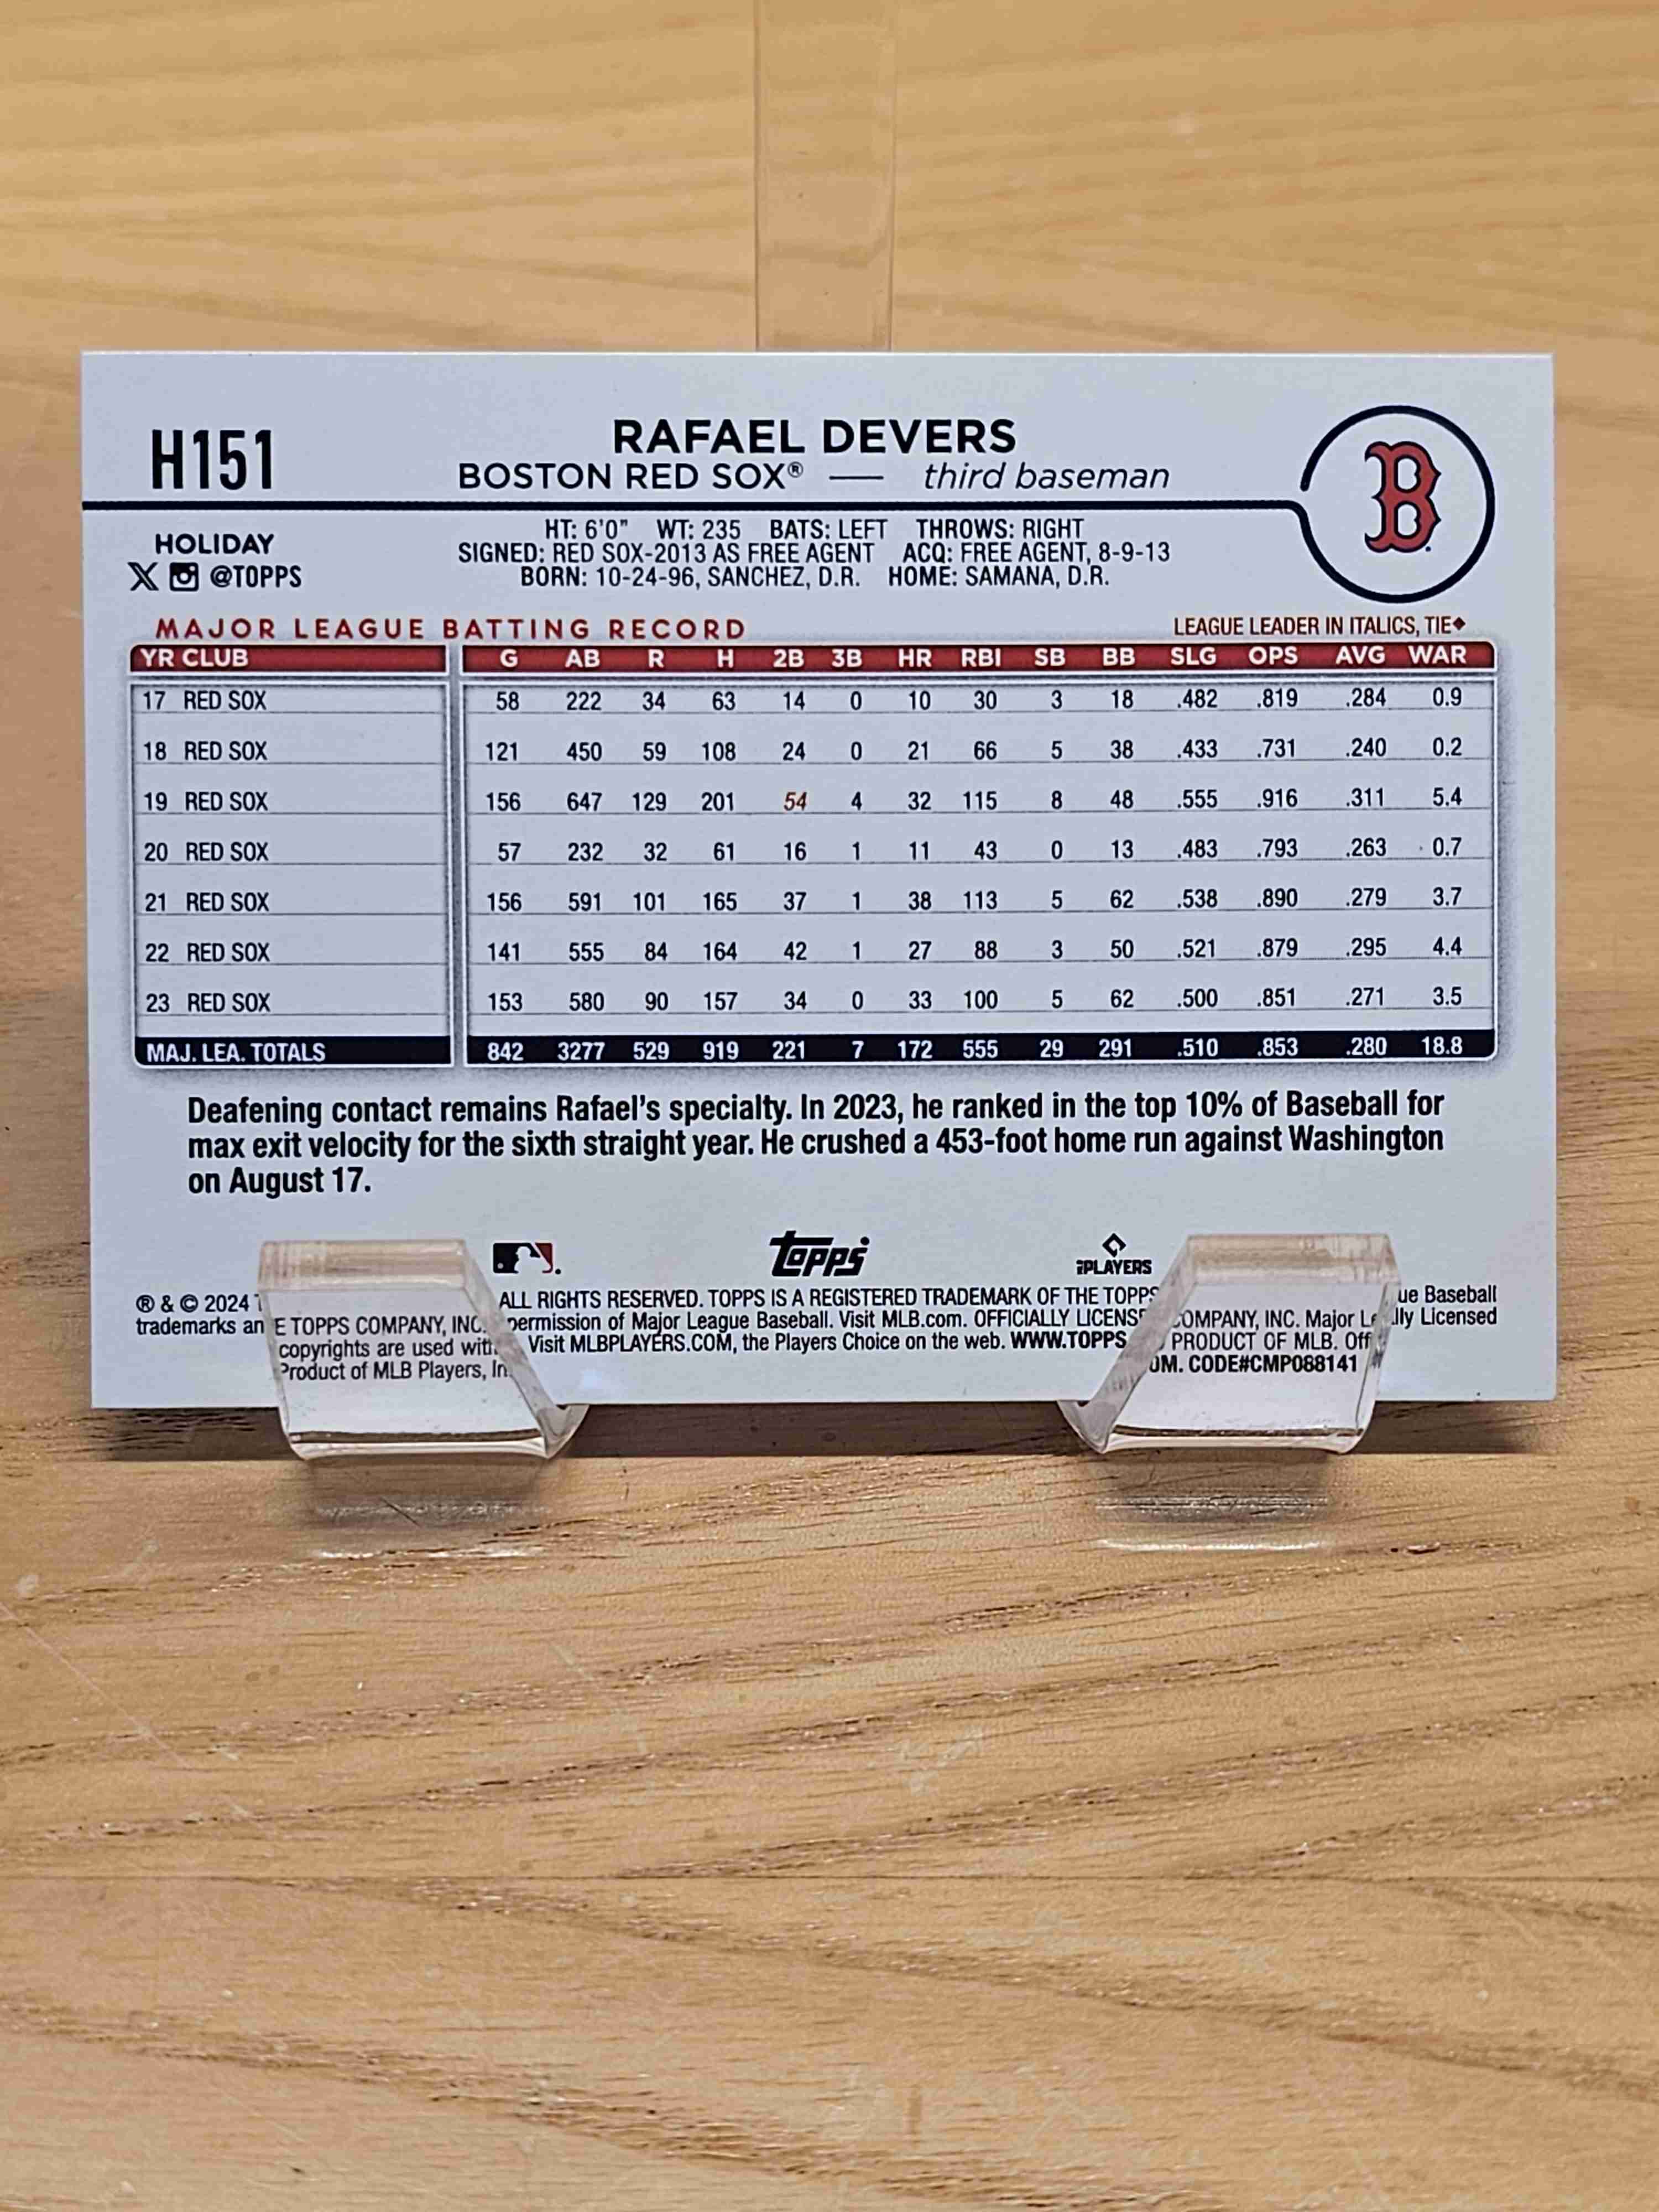 H151
RAFAEL DEVERS
BOSTON RED SOX® — third baseman
B
HOLIDAY
X @TOPPS
HT: 6'0" WT: 235 BATS: LEFT THROWS: RIGHT
SIGNED: RED SOX-2013 AS FREE AGENT ACQ: FREE AGENT, 8-9-13
BORN: 10-24-96, SANCHEZ, D.R. HOME: SAMANA, D.R.
MAJOR LEAGUE BATTING RECORD LEAGUE LEADER IN ITALICS, TIE◆
YR CLUB G AB R H 2B 3B HR RBI SB BB SLG OPS AVG WAR
17 RED SOX 58 222 34 63 14 0 10 30 3 18 .482 .819 .284 0.9
18 RED SOX 121 450 59 108 24 0 21 66 5 38 .433 .731 .240 0.2
19 RED SOX 156 647 129 201 54 4 32 115 8 48 .555 .916 .311 5.4
20 RED SOX 57 232 32 61 16 1 11 43 0 13 .483 .793 .263 0.7
21 RED SOX 156 591 101 165 37 1 38 113 5 62 .538 .890 .279 3.7
22 RED SOX 141 555 84 164 42 1 27 88 3 50 .521 .879 .295 4.4
23 RED SOX 153 580 90 157 34 0 33 100 5 62 .500 .851 .271 3.5
MAJ. LEA. TOTALS 842 3277 529 919 221 7 172 555 29 291 .510 .853 .280 18.8
Deafening contact remains Rafael's specialty. In 2023, he ranked in the top 10% of Baseball for
max exit velocity for the sixth straight year. He crushed a 453-foot home run against Washington
on August 17.
Topps
PLAYERS
® & © 2024 TOPPS COMPANY, INC. ALL RIGHTS RESERVED. TOPPS IS A REGISTERED TRADEMARK OF THE TOPPS COMPANY, INC. Major Baseball
trademarks copyrights are used permission of Major League Baseball. Visit MLB.com. OFFICIALLY PRODUCT OF MLB. Licensed
Product of MLB Players, Visit MLBPLAYERS.COM, the Players Choice on the web. WWW.TOPPS CODE#CMP088141